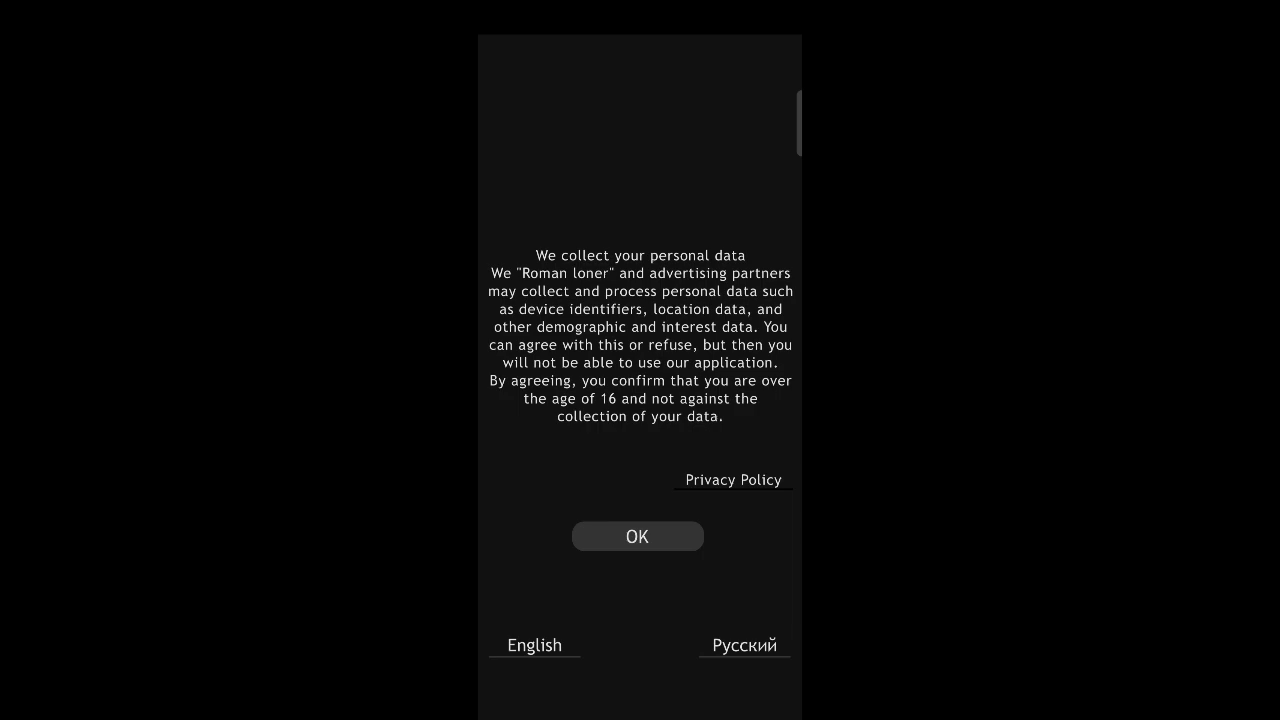 We collect your personal data
We "Roman loner" and advertising partners
may collect and process personal data such
as device identifiers, location data, and
other demographic and interest data. You
can agree with this or refuse, but then you
will not be able to use our application.
By agreeing, you confirm that you are over
the age of 16 and not against the
collection of your data.
Privacy Policy
OK
English
Русский